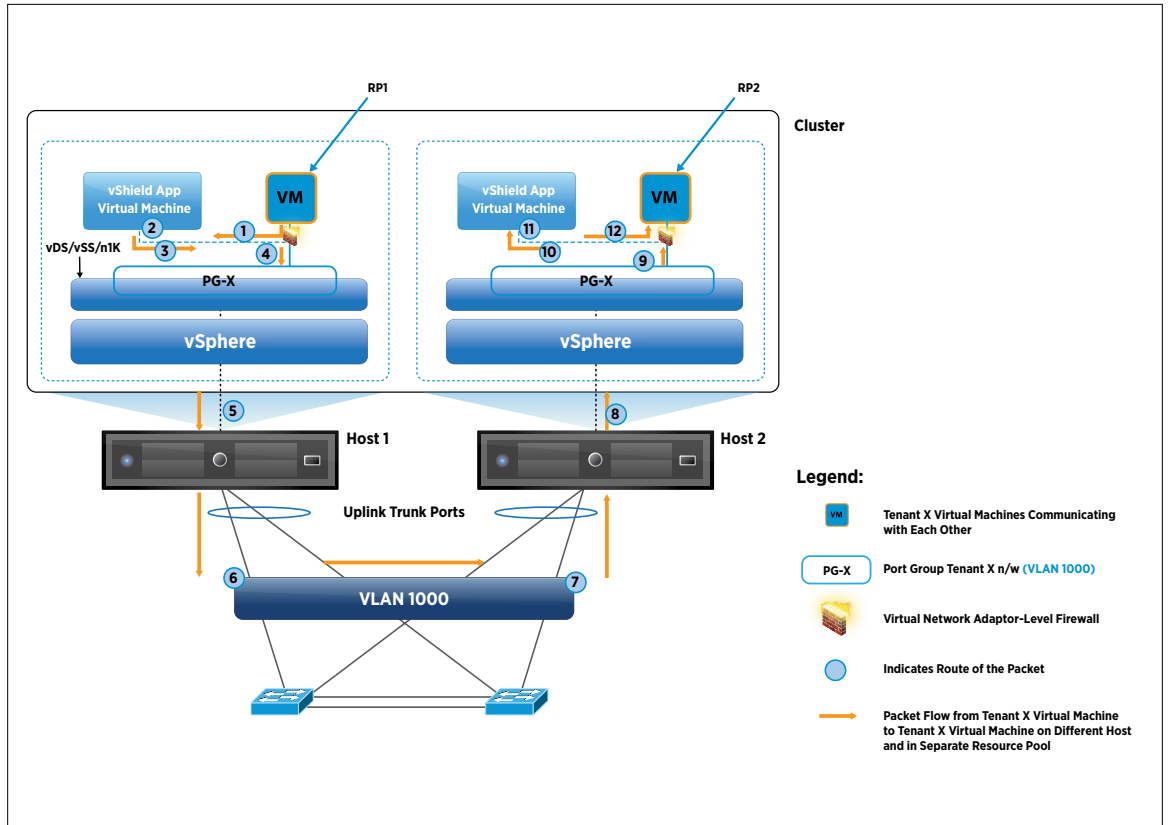 RP1
RP2
Cluster
vShield App
Virtual Machine
VM
vShield App
Virtual Machine
VM
1
2
3
4
11
12
10
9
vDS/vSS/n1K
PG-X
PG-X
vSphere
vSphere
5
8
Host 1
Host 2
Uplink Trunk Ports
6
7
VLAN 1000
Legend:
VM
Tenant X Virtual Machines Communicating
with Each Other
PG-X
Port Group Tenant X n/w (VLAN 1000)
Virtual Network Adaptor-Level Firewall
Indicates Route of the Packet
Packet Flow from Tenant X Virtual Machine
to Tenant X Virtual Machine on Different Host
and in Separate Resource Pool